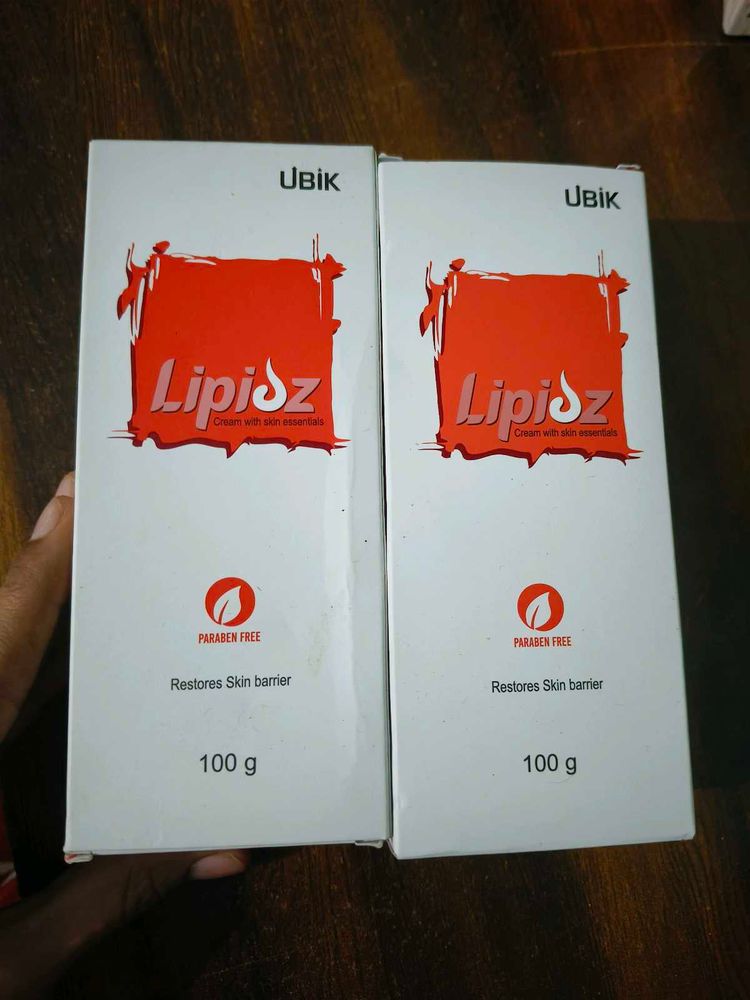 UBiK
Lipidz
Cream with skin essentials
PARABEN FREE
Restores Skin barrier
100 g
UBiK
Lipidz
Cream with skin essentials
PARABEN FREE
Restores Skin barrier
100 g